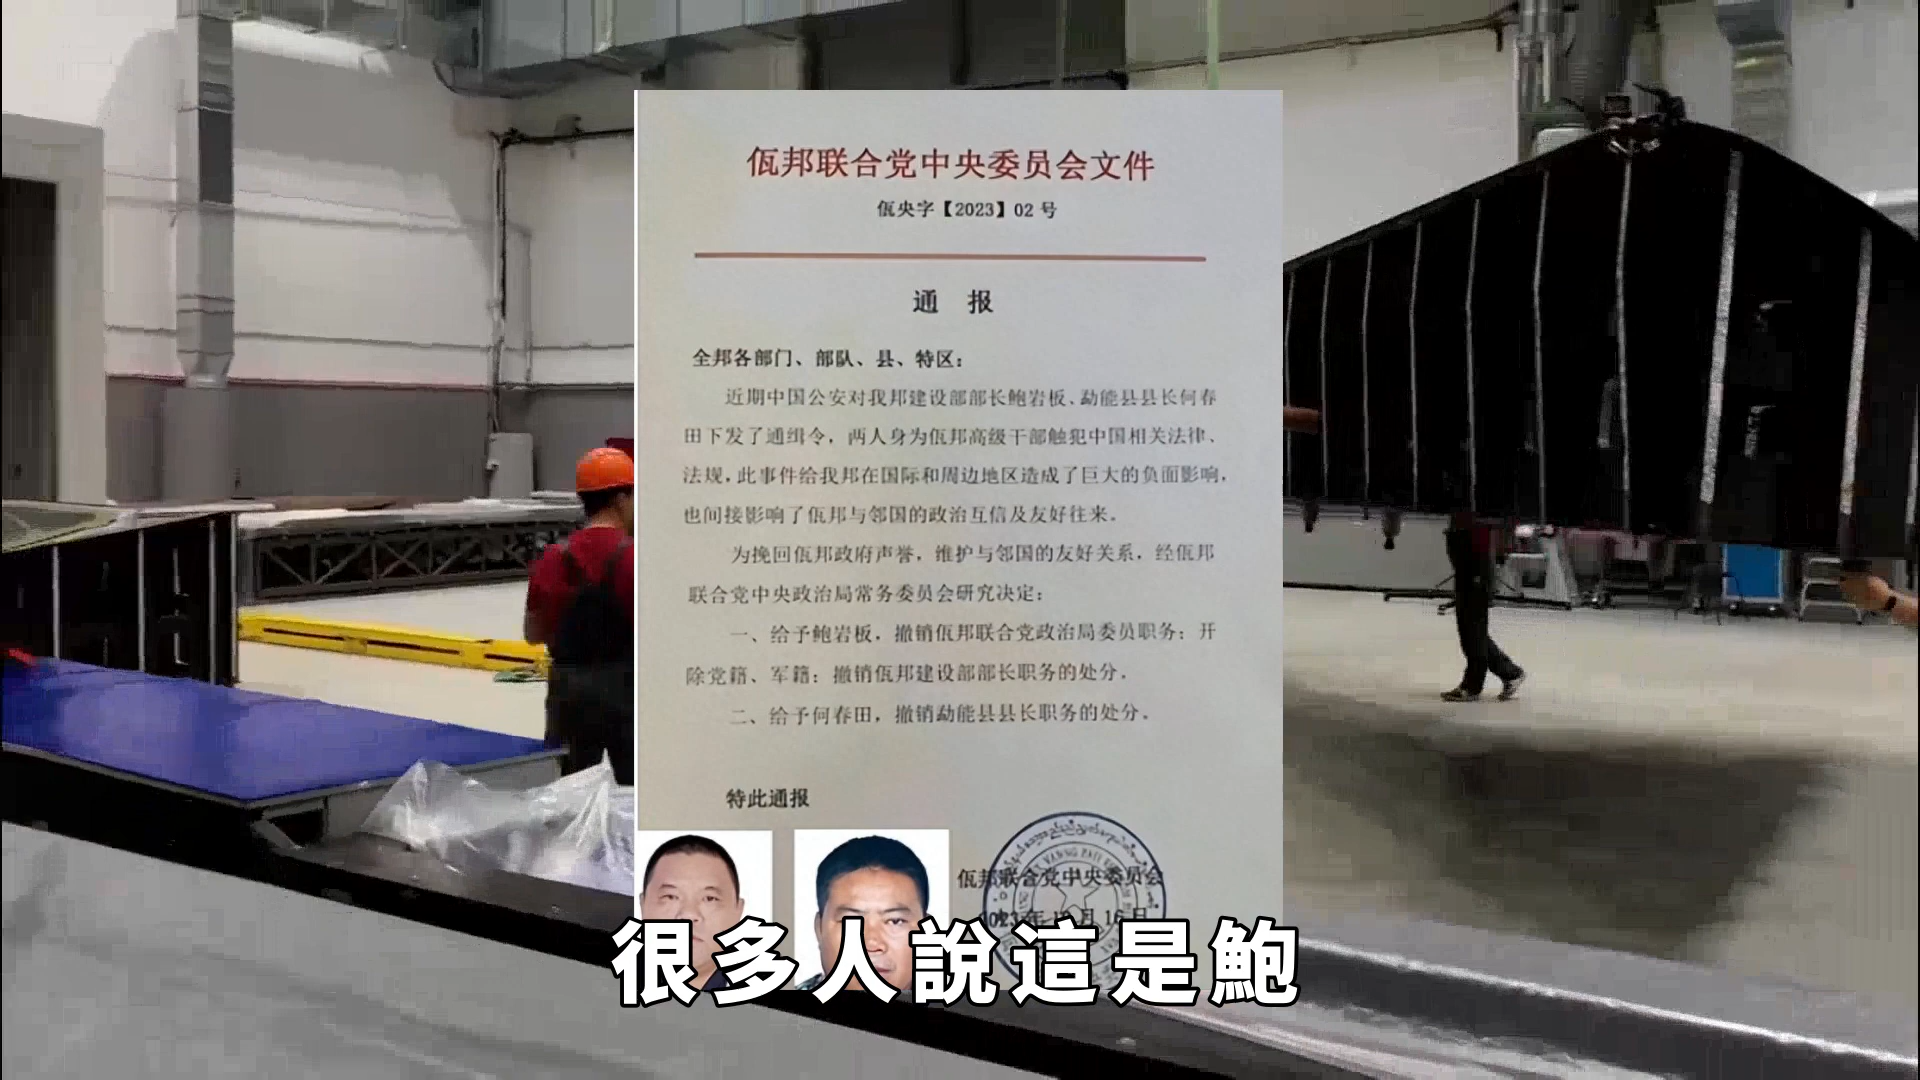 佤邦联合党中央委员会文件
佤央字【2023】02号
通 报
全邦各部门、部队、县、特区：
近期中国公安对我邦建设部部长鲍岩板、勐能县县长何春
田下发了通缉令，两人身为佤邦高级干部触犯中国相关法律、
法规，此事件给我邦在国际和周边地区造成了巨大的负面影响，
也间接影响了佤邦与邻国的政治互信及友好往来。
为挽回佤邦政府声誉，维护与邻国的友好关系，经佤邦
联合党中央政治局常务委员会研究决定：
一、给予鲍岩板，撤销佤邦联合党政治局委员职务；开
除党籍、军籍；撤销佤邦建设部部长职务的处分。
二、给予何春田，撤销勐能县县长职务的处分。
特此通报
佤邦联合党中央委员会
很多人說這是鮑